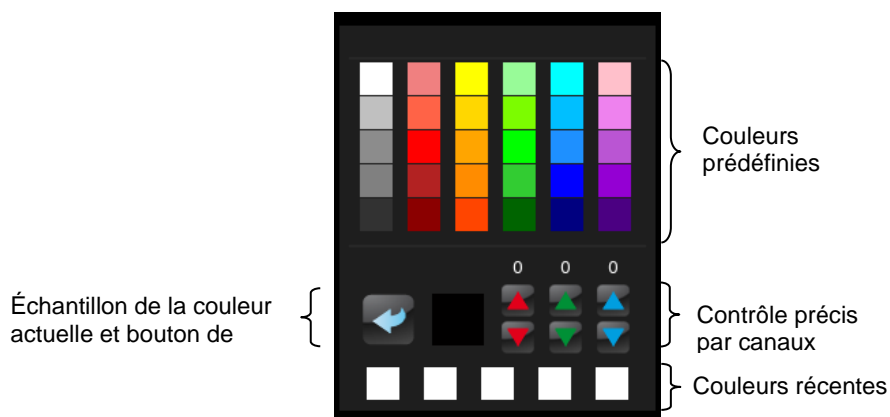 Couleurs
prédéfinies
0 0 0
Échantillon de la couleur
actuelle et bouton de
Contrôle précis
par canaux
Couleurs récentes